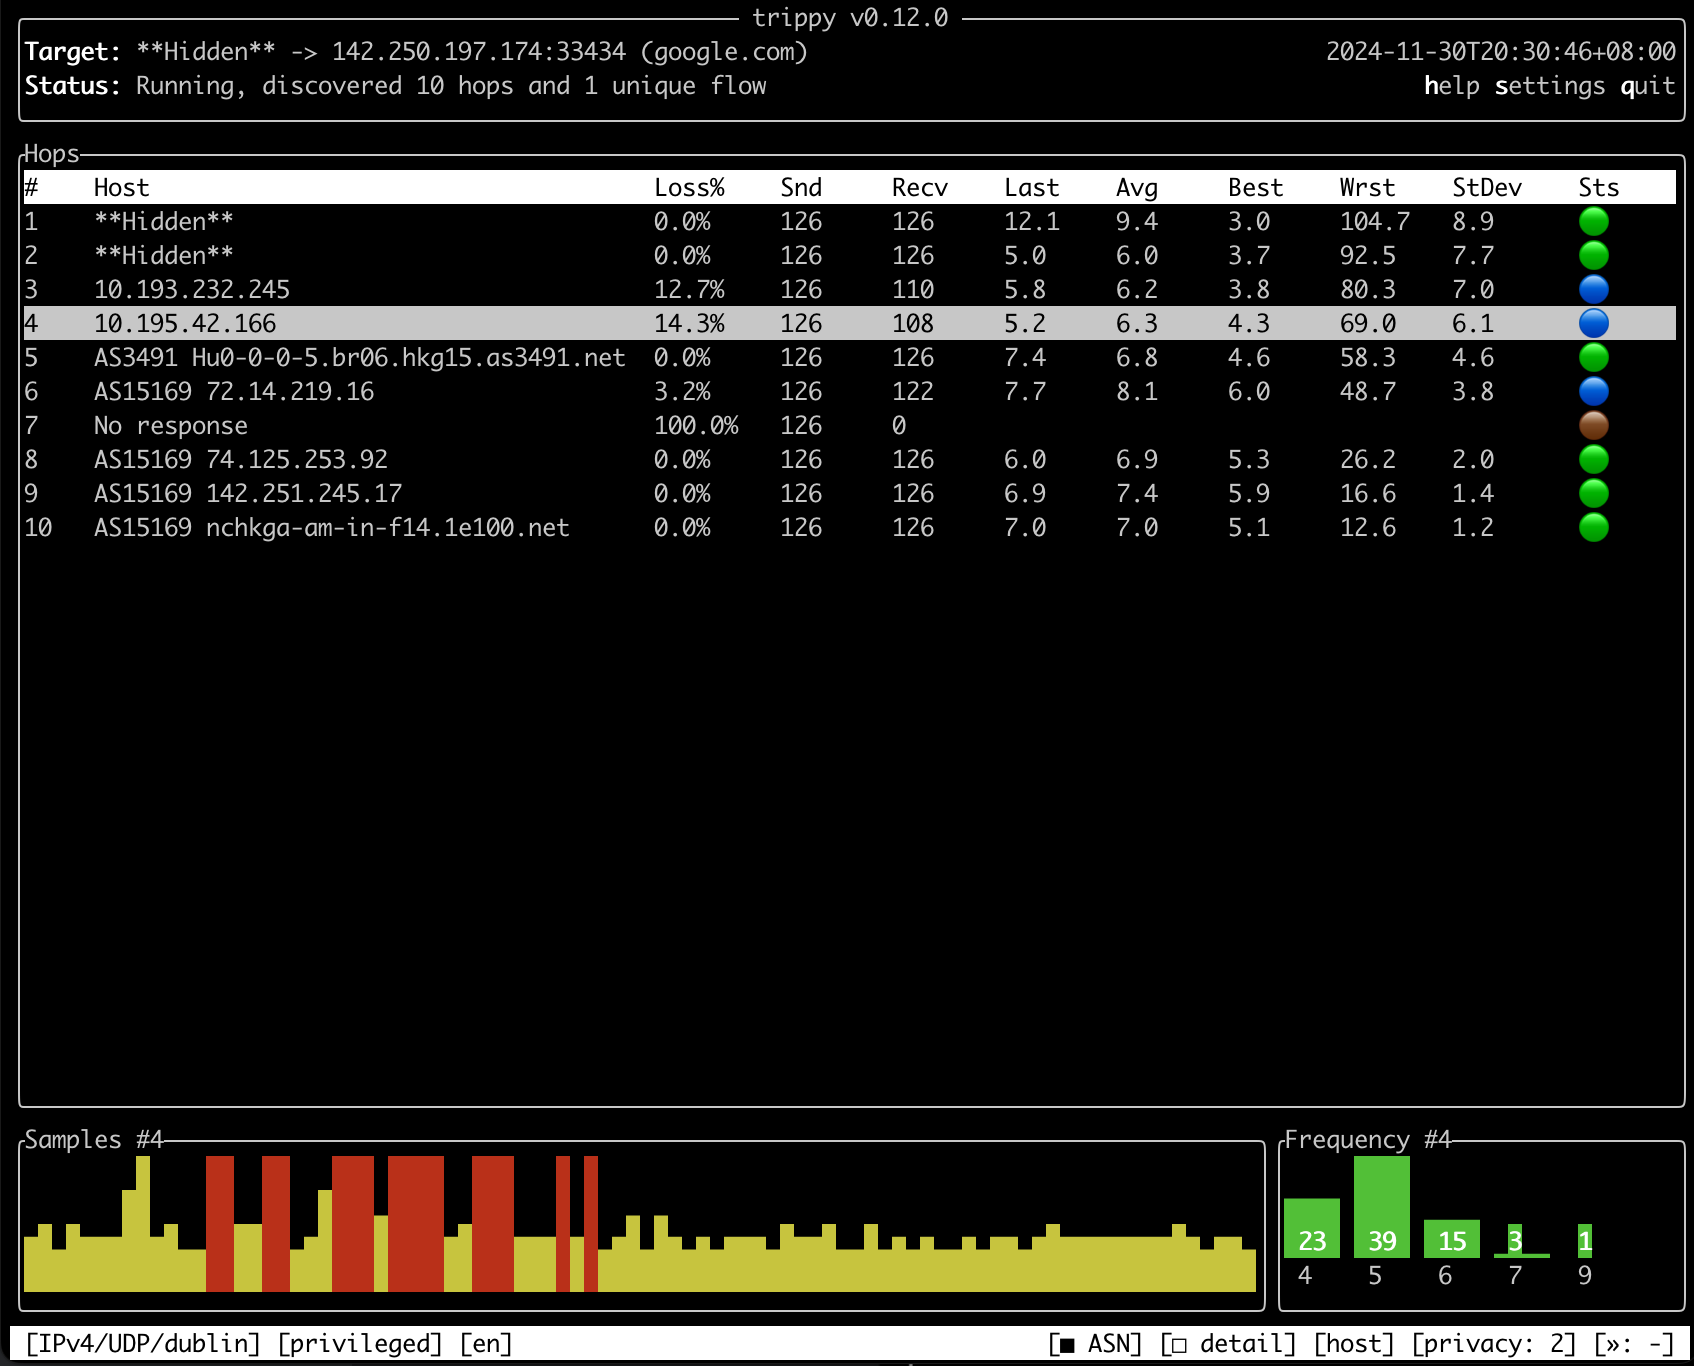 trippy v0.12.0
Target: **Hidden** -> 142.250.197.174:33434 (google.com) 2024-11-30T20:30:46+08:00
Status: Running, discovered 10 hops and 1 unique flow help settings quit
Hops
# Host Loss% Snd Recv Last Avg Best Wrst StDev Sts
1 **Hidden** 0.0% 126 126 12.1 9.4 3.0 104.7 8.9
2 **Hidden** 0.0% 126 126 5.0 6.0 3.7 92.5 7.7
3 10.193.232.245 12.7% 126 110 5.8 6.2 3.8 80.3 7.0
4 10.195.42.166 14.3% 126 108 5.2 6.3 4.3 69.0 6.1
5 AS3491 Hu0-0-0-5.br06.hkg15.as3491.net 0.0% 126 126 7.4 6.8 4.6 58.3 4.6
6 AS15169 72.14.219.16 3.2% 126 122 7.7 8.1 6.0 48.7 3.8
7 No response 100.0% 126 0
8 AS15169 74.125.253.92 0.0% 126 126 6.0 6.9 5.3 26.2 2.0
9 AS15169 142.251.245.17 0.0% 126 126 6.9 7.4 5.9 16.6 1.4
10 AS15169 nchkga-am-in-f14.1e100.net 0.0% 126 126 7.0 7.0 5.1 12.6 1.2
Samples #4
Frequency #4
23 39 15 3 1
4 5 6 7 9
[IPv4/UDP/dublin] [privileged] [en] [■ ASN] [□ detail] [host] [privacy: 2] [»: -]